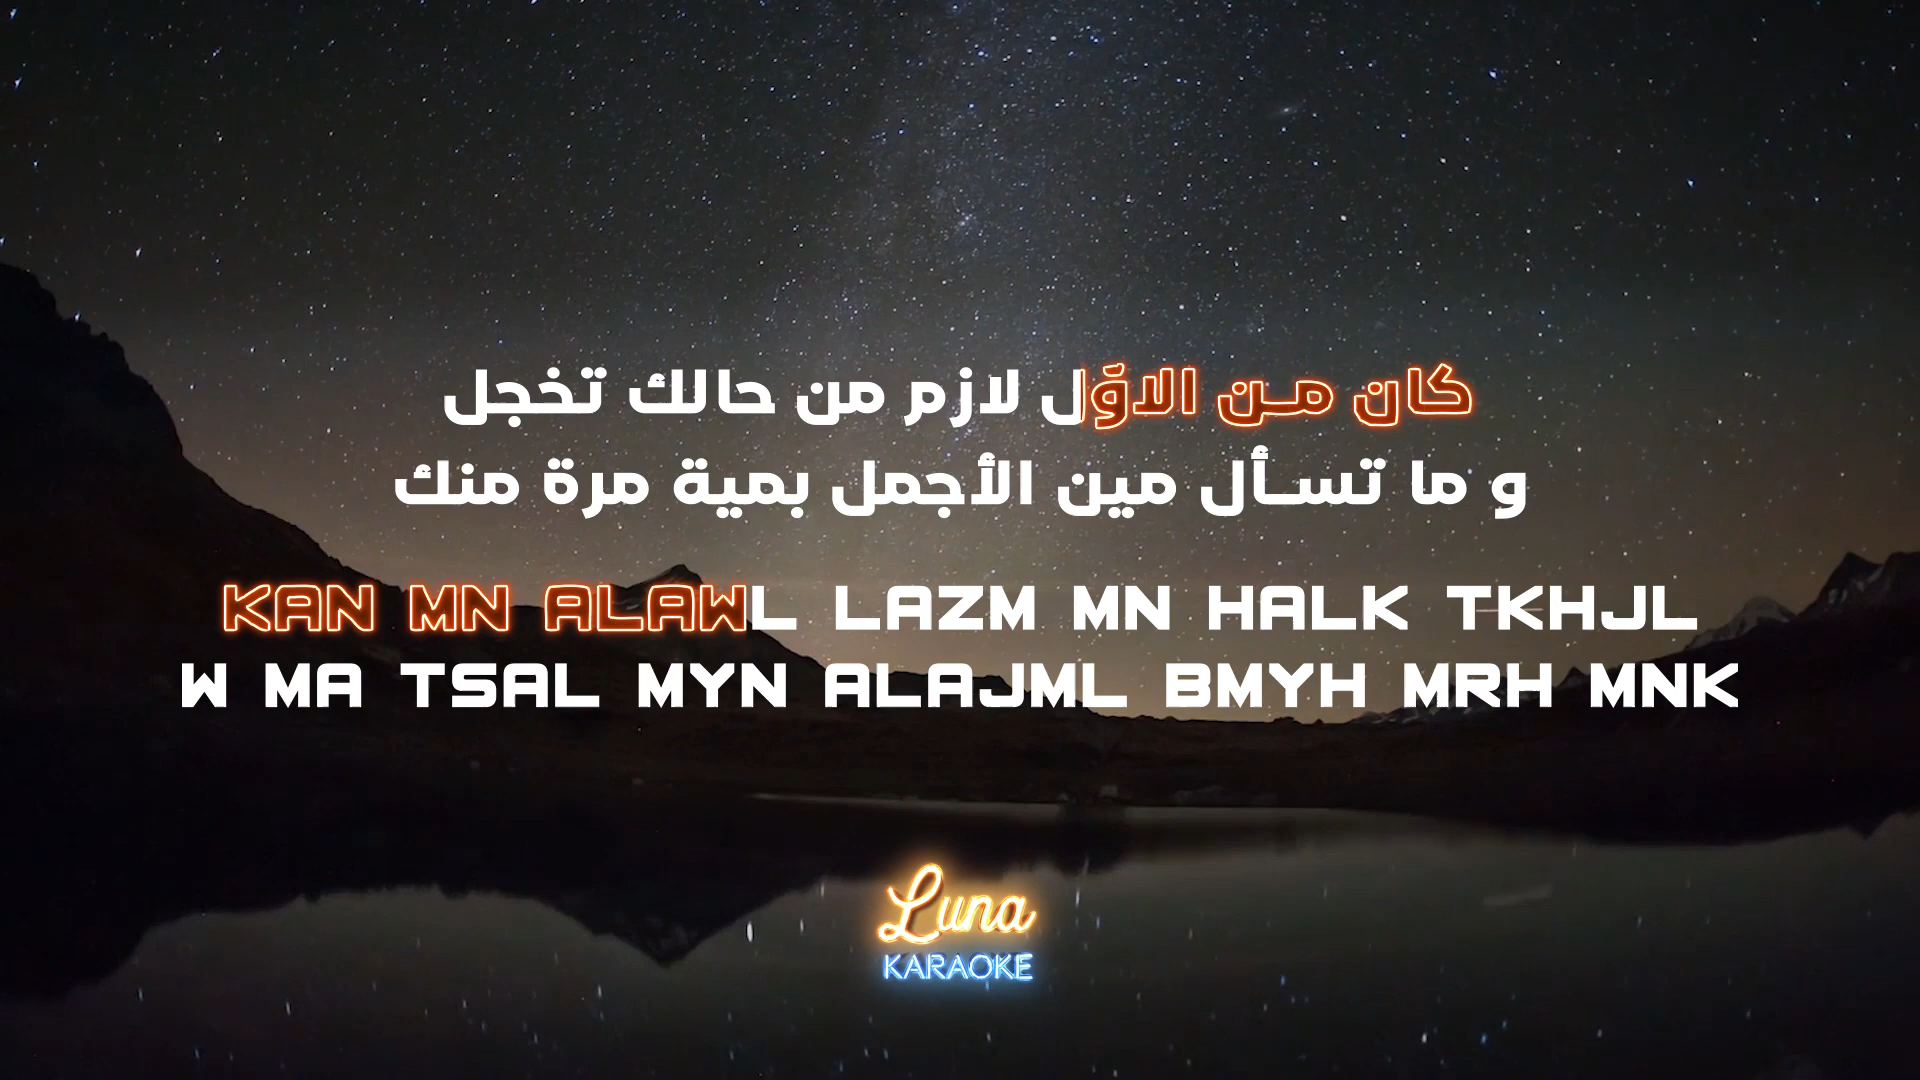 كان من الاوّل لازم من حالك تخجل
و ما تسأل مين الأجمل بمية مرة منك
KAN MN ALAWL LAZM MN HALK TKHJL
W MA TSAL MYN ALAJML BMYH MRH MNK
Luna
KARAOKE